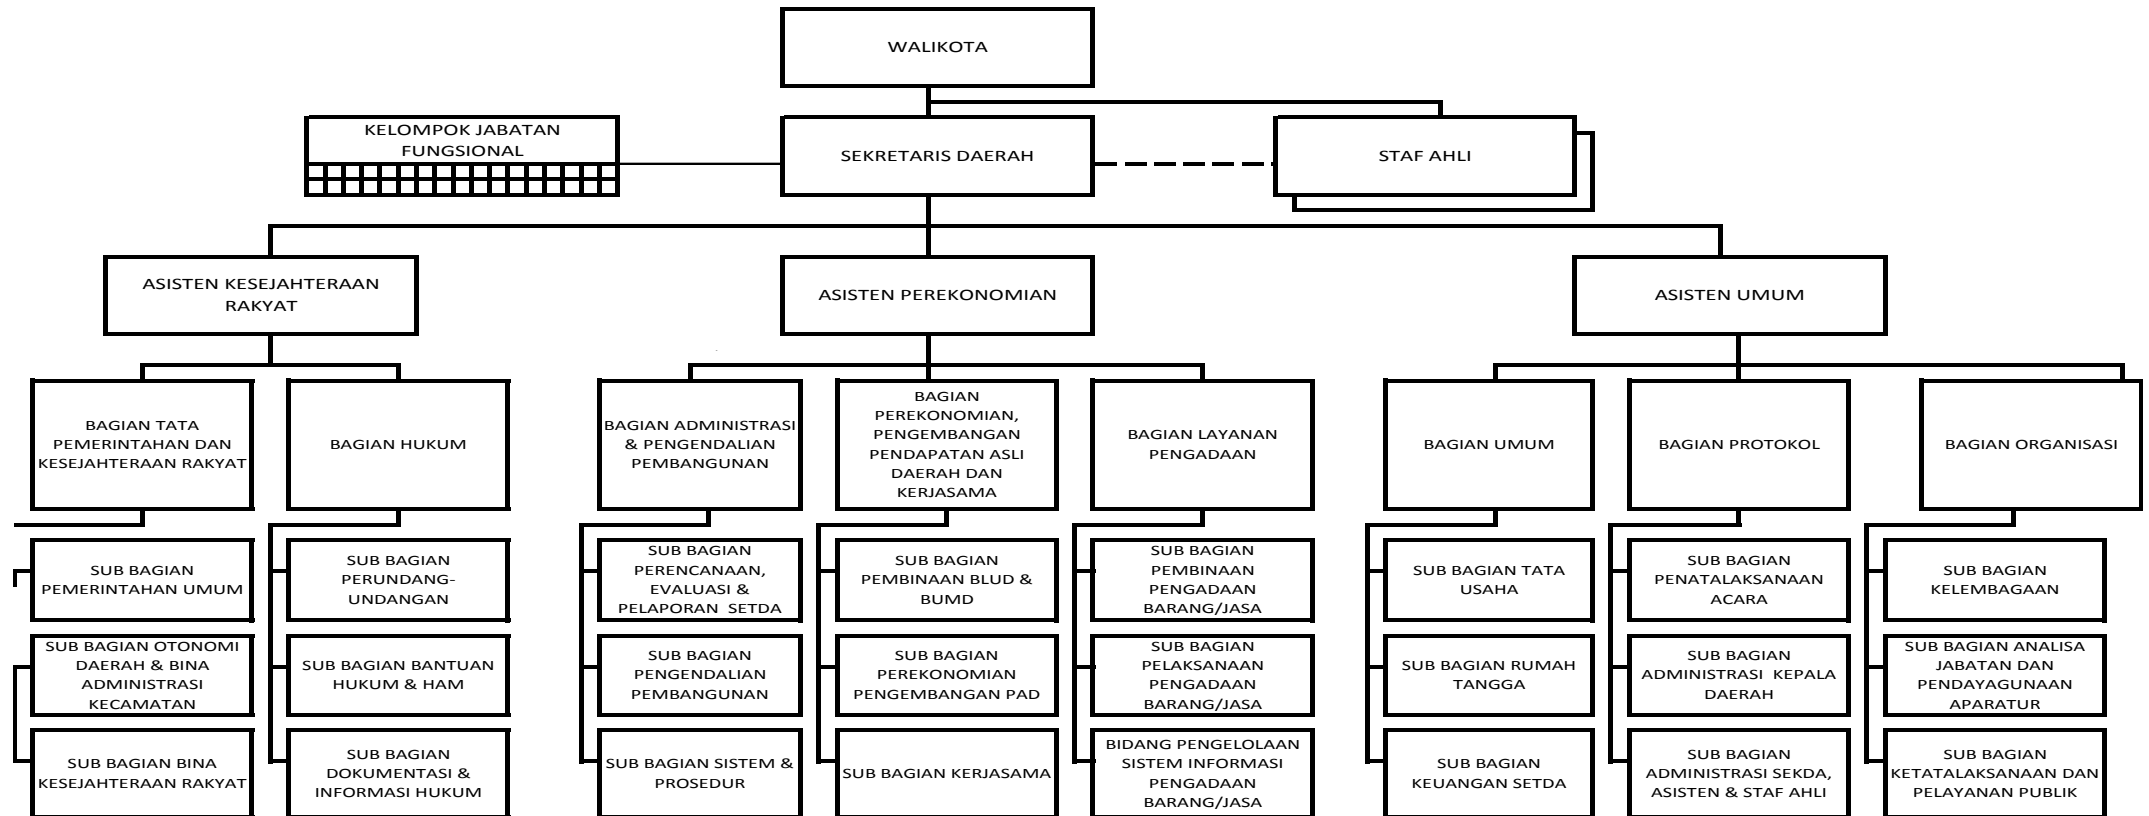 WALIKOTA
KELOMPOK JABATAN
FUNGSIONAL
SEKRETARIS DAERAH
STAF AHLI
ASISTEN KESEJAHTERAAN
RAKYAT
ASISTEN PEREKONOMIAN
ASISTEN UMUM
BAGIAN TATA
PEMERINTAHAN DAN
KESEJAHTERAAN RAKYAT
BAGIAN HUKUM
BAGIAN ADMINISTRASI
& PENGENDALIAN
PEMBANGUNAN
BAGIAN
PEREKONOMIAN,
PENGEMBANGAN
PENDAPATAN ASLI
DAERAH DAN
KERJASAMA
BAGIAN LAYANAN
PENGADAAN
BAGIAN UMUM
BAGIAN PROTOKOL
BAGIAN ORGANISASI
SUB BAGIAN
PEMERINTAHAN UMUM
SUB BAGIAN
PERUNDANG-
UNDANGAN
SUB BAGIAN
PERENCANAAN,
EVALUASI &
PELAPORAN  SETDA
SUB BAGIAN
PEMBINAAN BLUD &
BUMD
SUB BAGIAN
PEMBINAAN
PENGADAAN
BARANG/JASA
SUB BAGIAN TATA
USAHA
SUB BAGIAN
PENATALAKSANAAN
ACARA
SUB BAGIAN
KELEMBAGAAN
SUB BAGIAN OTONOMI
DAERAH & BINA
ADMINISTRASI
KECAMATAN
SUB BAGIAN BANTUAN
HUKUM & HAM
SUB BAGIAN
PENGENDALIAN
PEMBANGUNAN
SUB BAGIAN
PEREKONOMIAN
PENGEMBANGAN PAD
SUB BAGIAN
PELAKSANAAN
PENGADAAN
BARANG/JASA
SUB BAGIAN RUMAH
TANGGA
SUB BAGIAN
ADMINISTRASI  KEPALA
DAERAH
SUB BAGIAN ANALISA
JABATAN DAN
PENDAYAGUNAAN
APARATUR
SUB BAGIAN BINA
KESEJAHTERAAN RAKYAT
SUB BAGIAN
DOKUMENTASI &
INFORMASI HUKUM
SUB BAGIAN SISTEM &
PROSEDUR
SUB BAGIAN KERJASAMA
BIDANG PENGELOLAAN
SISTEM INFORMASI
PENGADAAN
BARANG/JASA
SUB BAGIAN
KEUANGAN SETDA
SUB BAGIAN
ADMINISTRASI SEKDA,
ASISTEN & STAF AHLI
SUB BAGIAN
KETATALAKSANAAN DAN
PELAYANAN PUBLIK